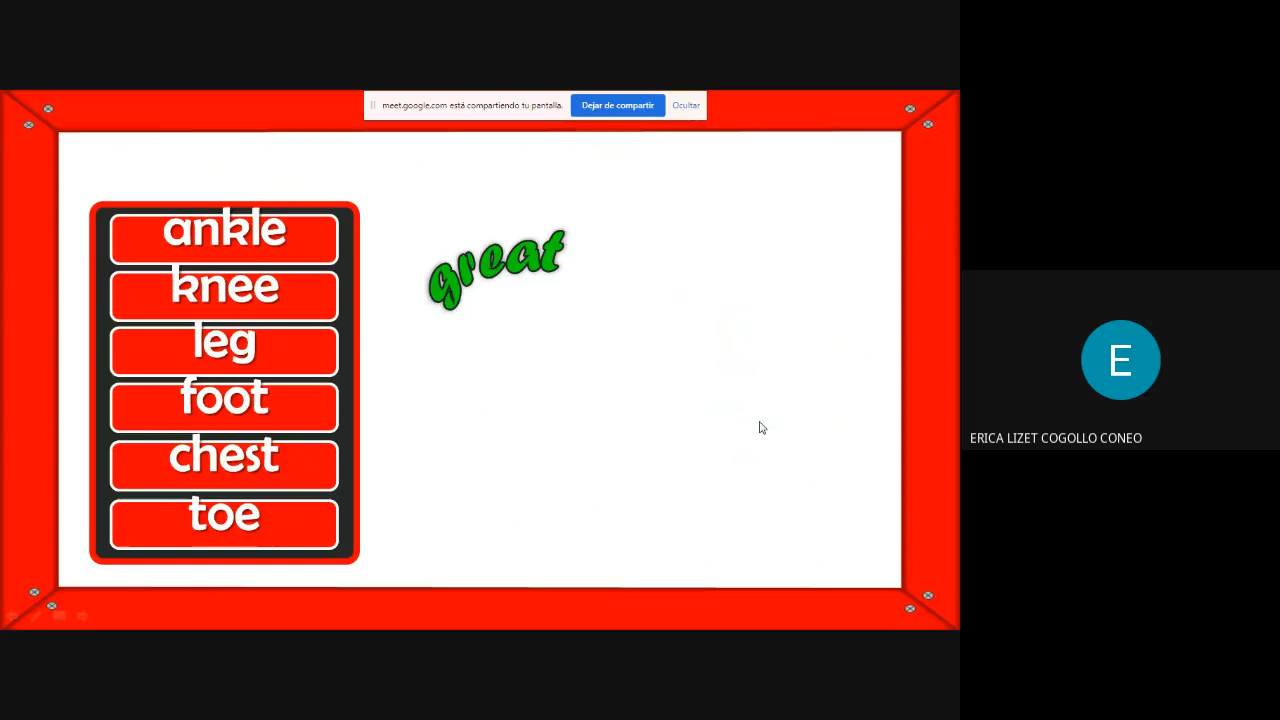 meet.google.com está compartiendo tu pantalla.
Dejar de compartir
Ocultar
ankle
knee
leg
foot
chest
toe
great
E
ERICA LIZET COGOLLO CONEO